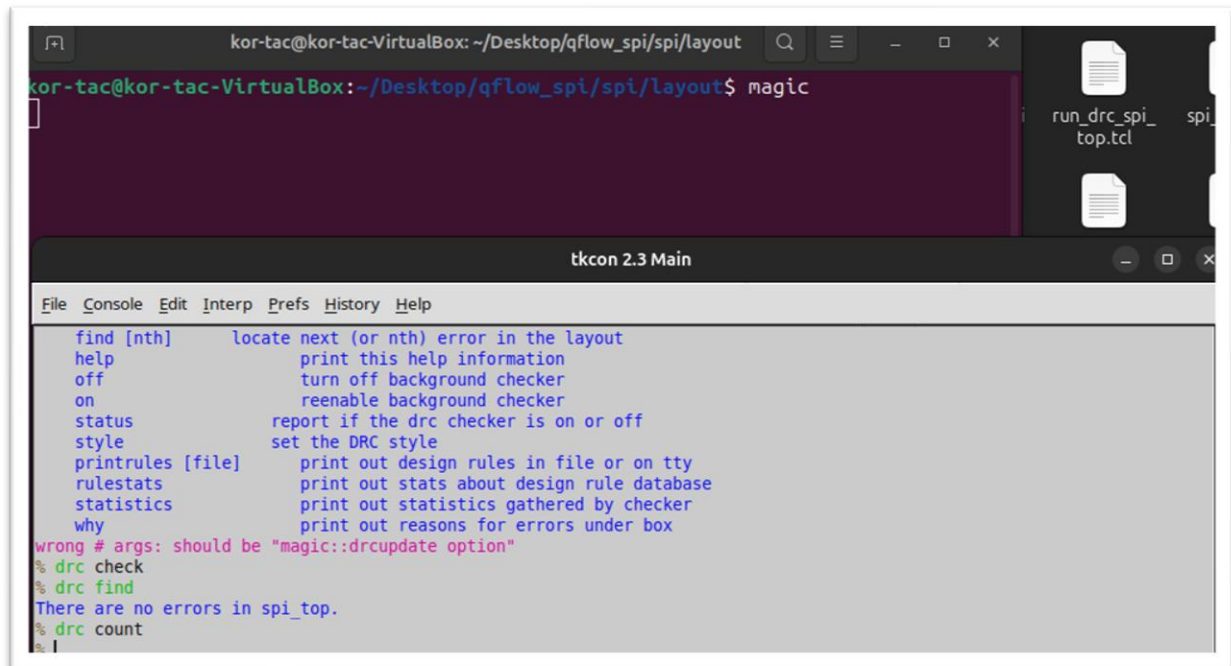 kor-tac@kor-tac-VirtualBox: ~/Desktop/qflow_spi/spi/layout
kor-tac@kor-tac-VirtualBox:~/Desktop/qflow_spi/spi/layout$ magic
run_drc_spi_
top.tcl
spi_
tkcon 2.3 Main
File Console Edit Interp Prefs History Help
find [nth] locate next (or nth) error in the layout
help print this help information
off turn off background checker
on reenable background checker
status report if the drc checker is on or off
style set the DRC style
printrules [file] print out design rules in file or on tty
rulestats print out stats about design rule database
statistics print out statistics gathered by checker
why print out reasons for errors under box
wrong # args: should be "magic::drcupdate option"
% drc check
% drc find
There are no errors in spi_top.
% drc count
%